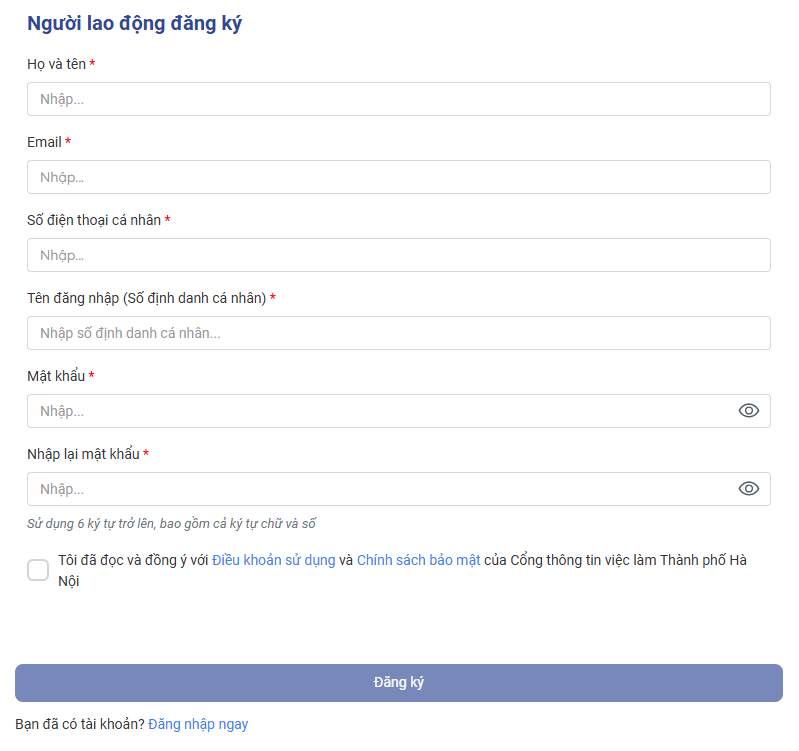 Người lao động đăng ký
Họ và tên *
Nhập...
Email *
Nhập...
Số điện thoại cá nhân *
Nhập...
Tên đăng nhập (Số định danh cá nhân) *
Nhập số định danh cá nhân...
Mật khẩu *
Nhập...
Nhập lại mật khẩu *
Nhập...
Sử dụng 6 ký tự trở lên, bao gồm cả ký tự chữ và số
Tôi đã đọc và đồng ý với Điều khoản sử dụng và Chính sách bảo mật của Cổng thông tin việc làm Thành phố Hà
Nội
Đăng ký
Bạn đã có tài khoản? Đăng nhập ngay